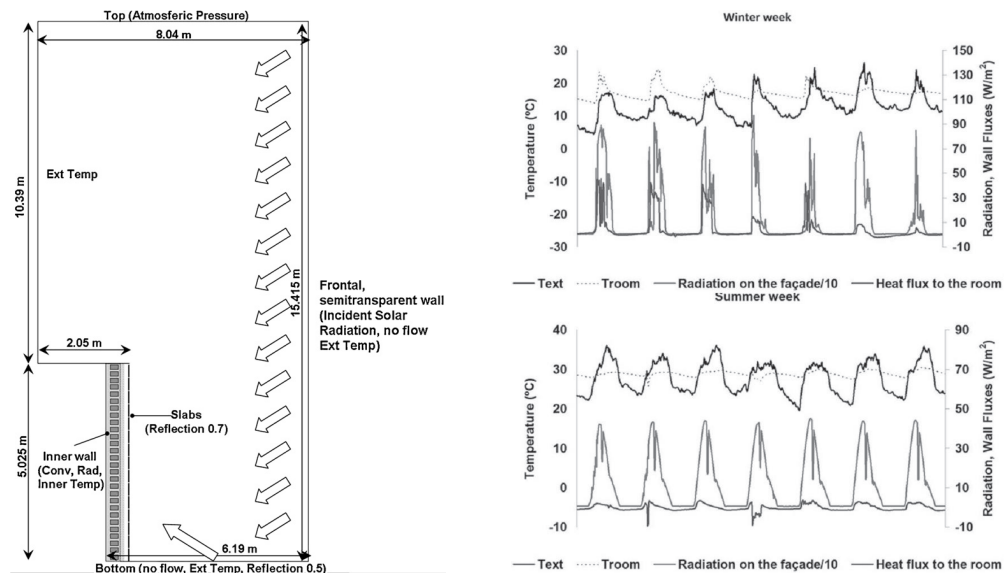 Top (Atmosferic Pressure)
8.04 m
10.39 m
Ext Temp
15.415 m
Frontal,
semitransparent wall
(Incident Solar
Radiation, no flow
Ext Temp)
2.05 m
5.025 m
Slabs
(Reflection 0.7)
Inner wall
(Conv, Rad,
Inner Temp)
6.19 m
Bottom (no flow, Ext Temp, Reflection 0.5)
Winter week
Temperature (ºC)
30
20
10
0
-10
-20
-30
150
130
110
90
70
50
30
10
-10
Radiation, Wall Fluxes (W/m²)
Text Troom Radiation on the façade/10 Heat flux to the room
Summer week
Temperature (ºC)
40
30
20
10
0
-10
90
70
50
30
10
-10
Radiation, Wall Fluxes (W/m²)
Text Troom Radiation on the façade/10 Heat flux to the room